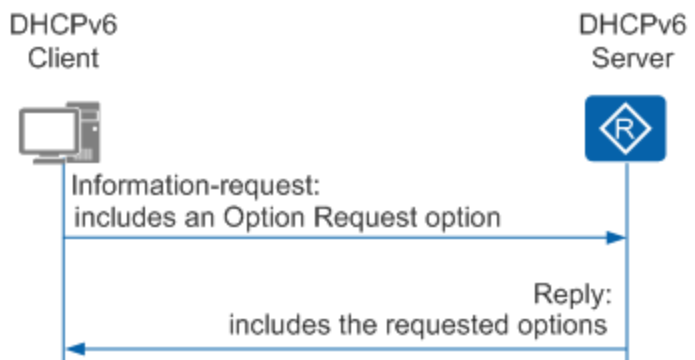 DHCPv6
Client
DHCPv6
Server
R
Information-request:
includes an Option Request option
Reply:
includes the requested options